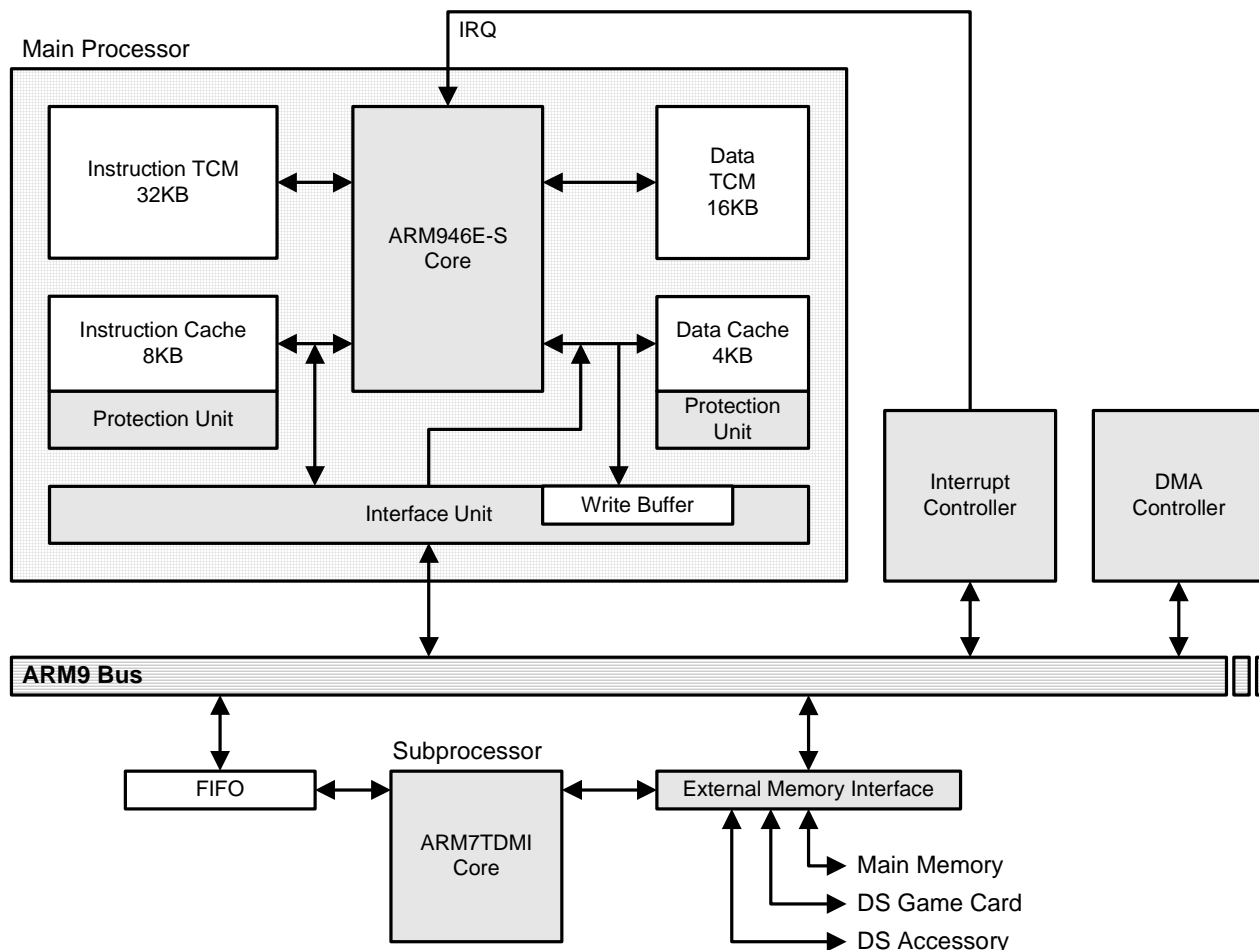 IRQ
Main Processor
Instruction TCM
32KB
ARM946E-S
Core
Data
TCM
16KB
Instruction Cache
8KB
Protection Unit
Data Cache
4KB
Protection
Unit
Interface Unit
Write Buffer
Interrupt
Controller
DMA
Controller
ARM9 Bus
Subprocessor
FIFO
ARM7TDMI
Core
External Memory Interface
Main Memory
DS Game Card
DS Accessory